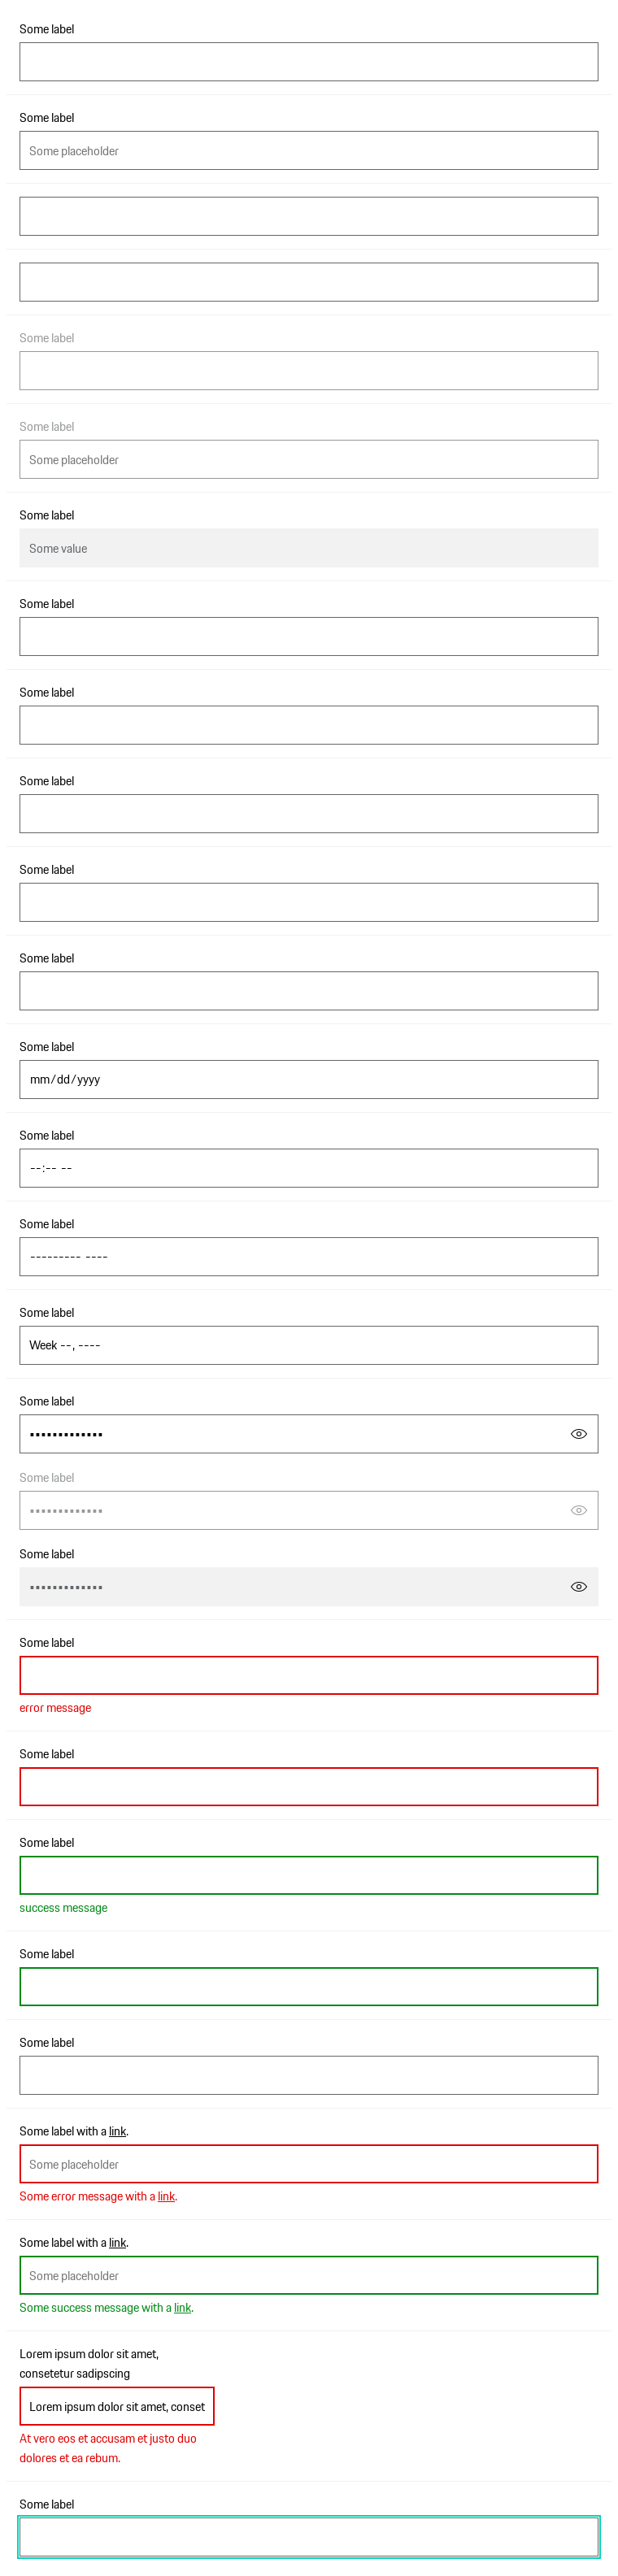 Some label
Some label
Some placeholder
Some label
Some label
Some placeholder
Some label
Some value
Some label
Some label
Some label
Some label
Some label
Some label
mm/dd/yyyy
Some label
--:-- --
Some label
--------- ----
Some label
Week --, ----
Some label
•••••••••••••
Some label
•••••••••••••
Some label
•••••••••••••
Some label
error message
Some label
Some label
success message
Some label
Some label
Some label with a link.
Some placeholder
Some error message with a link.
Some label with a link.
Some placeholder
Some success message with a link.
Lorem ipsum dolor sit amet,
consetetur sadipscing
Lorem ipsum dolor sit amet, conset
At vero eos et accusam et justo duo
dolores et ea rebum.
Some label